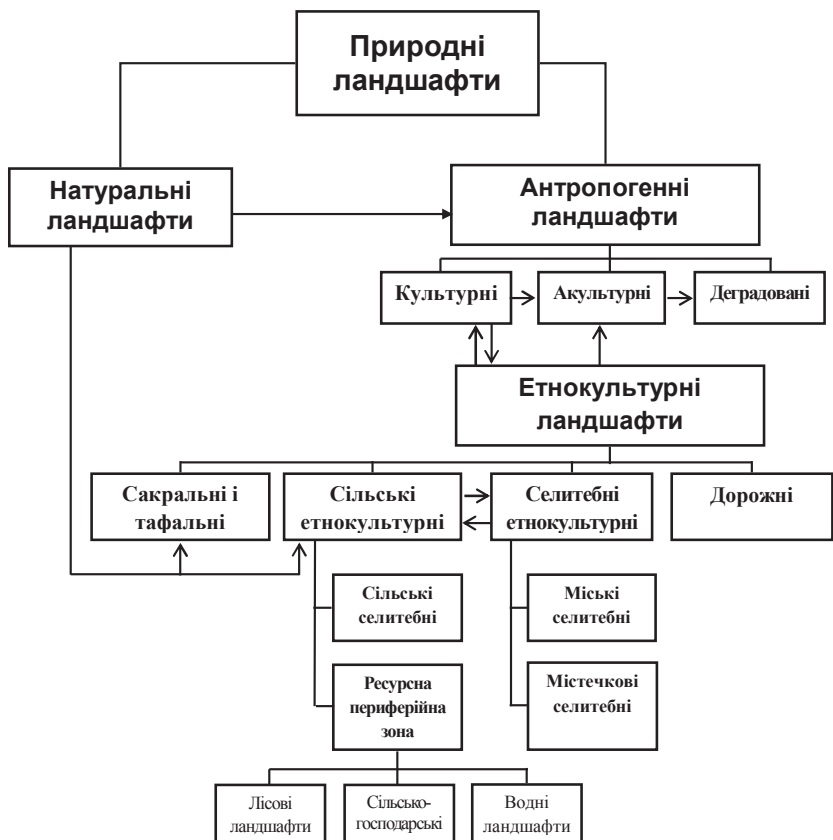 Природні
ландшафти
Натуральні
ландшафти
Антропогенні
ландшафти
Культурні
Акультурні
Деградовані
Етнокультурні
ландшафти
Сакральні і
тафальні
Сільські
етнокультурні
Селитебні
етнокультурні
Дорожні
Сільські
селитебні
Міські
селитебні
Ресурсна
периферійна
зона
Містечкові
селитебні
Лісові
ландшафти
Сільсько-
господарські
Водні
ландшафти